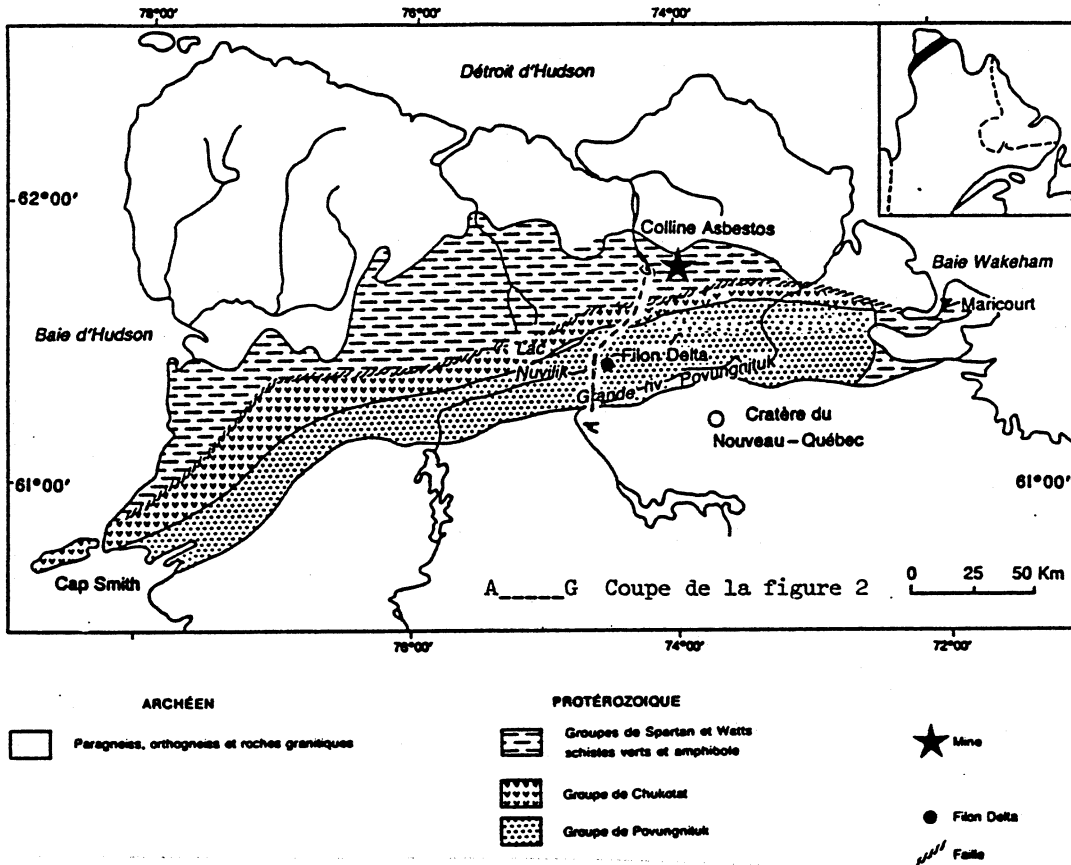 78°00'
76°00'
74°00'
Détroit d'Hudson
62°00'
Colline Asbestos
Baie Wakeham
Maricourt
Baie d'Hudson
Lac
Nuvilik
Filon Delta
Grande riv. Povungnituk
Cratère du
Nouveau-Québec
A
61°00'
61°00'
Cap Smith
A_____G Coupe de la figure 2
0 25 50 Km
76°00'
74°00'
72°00'
ARCHÉEN
Paragneiss, orthogneiss et roches granitiques
PROTÉROZOIQUE
Groupes de Spartan et Watts
schistes verts et amphibole
Groupe de Chukotat
Groupe de Povungnituk
Mine
Filon Delta
Faille